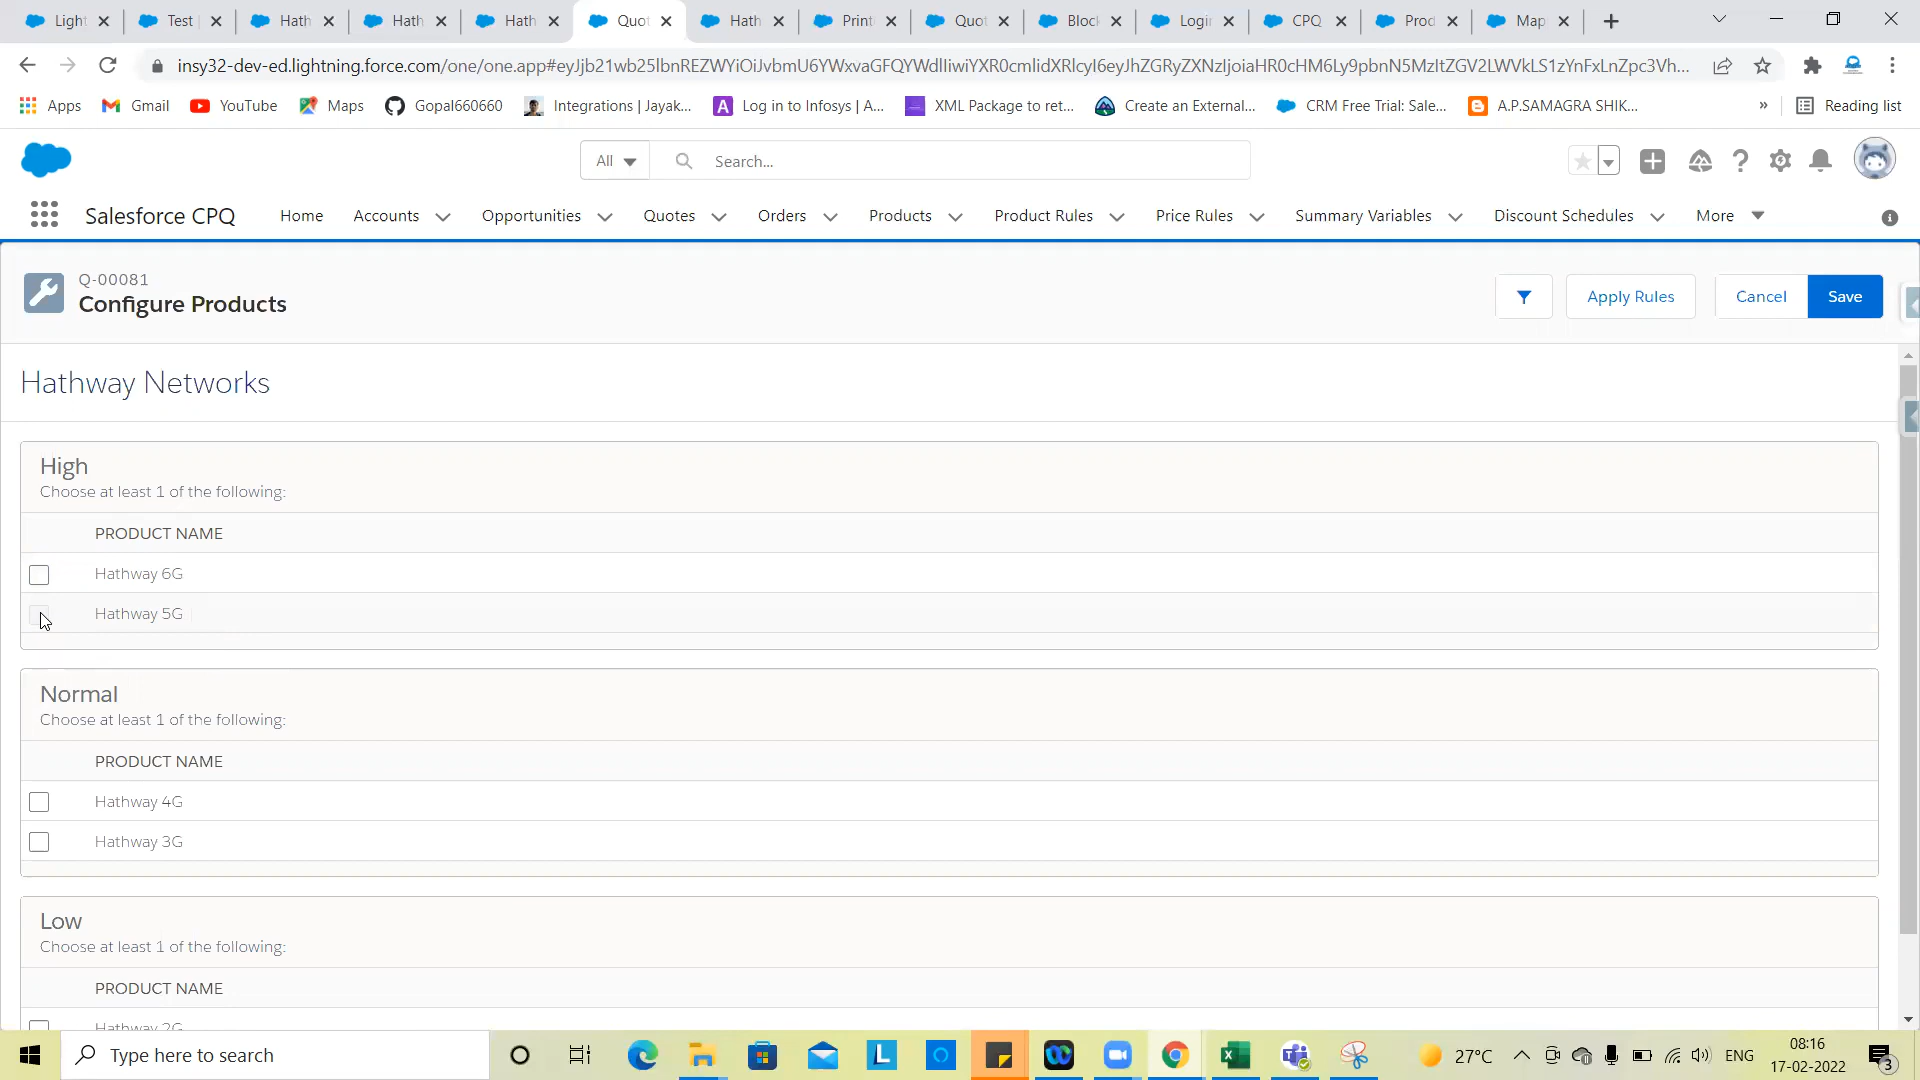 Light
Test
Hath
Hath
Hath
Quot
Hath
Print
Quot
Block
Login
CPQ
Prod
Map
insy32-dev-ed.lightning.force.com/one/one.app#eyJjb21wb25lbnREZWYiOiJvbmU6YWxvaGFQYWdlIiwiYXR0cmlidXRlcyI6eyJhZGRyZXNzIjoiaHR0cHM6Ly9pbnN5MzItZGV2LWVkLS1zYnFxLnZpc3Vh...
Apps
Gmail
YouTube
Maps
Gopal660660
Integrations | Jayak...
Log in to Infosys | A...
XML Package to ret...
Create an External...
CRM Free Trial: Sale...
A.P.SAMAGRA SHIK...
»
Reading list
All
Search...
Salesforce CPQ
Home
Accounts
Opportunities
Quotes
Orders
Products
Product Rules
Price Rules
Summary Variables
Discount Schedules
More
Q-00081
Configure Products
Apply Rules
Cancel
Save
Hathway Networks
High
Choose at least 1 of the following:
PRODUCT NAME
Hathway 6G
Hathway 5G
Normal
Choose at least 1 of the following:
PRODUCT NAME
Hathway 4G
Hathway 3G
Low
Choose at least 1 of the following:
PRODUCT NAME
Hathway 2G
Type here to search
27°C
ENG
08:16
17-02-2022
3